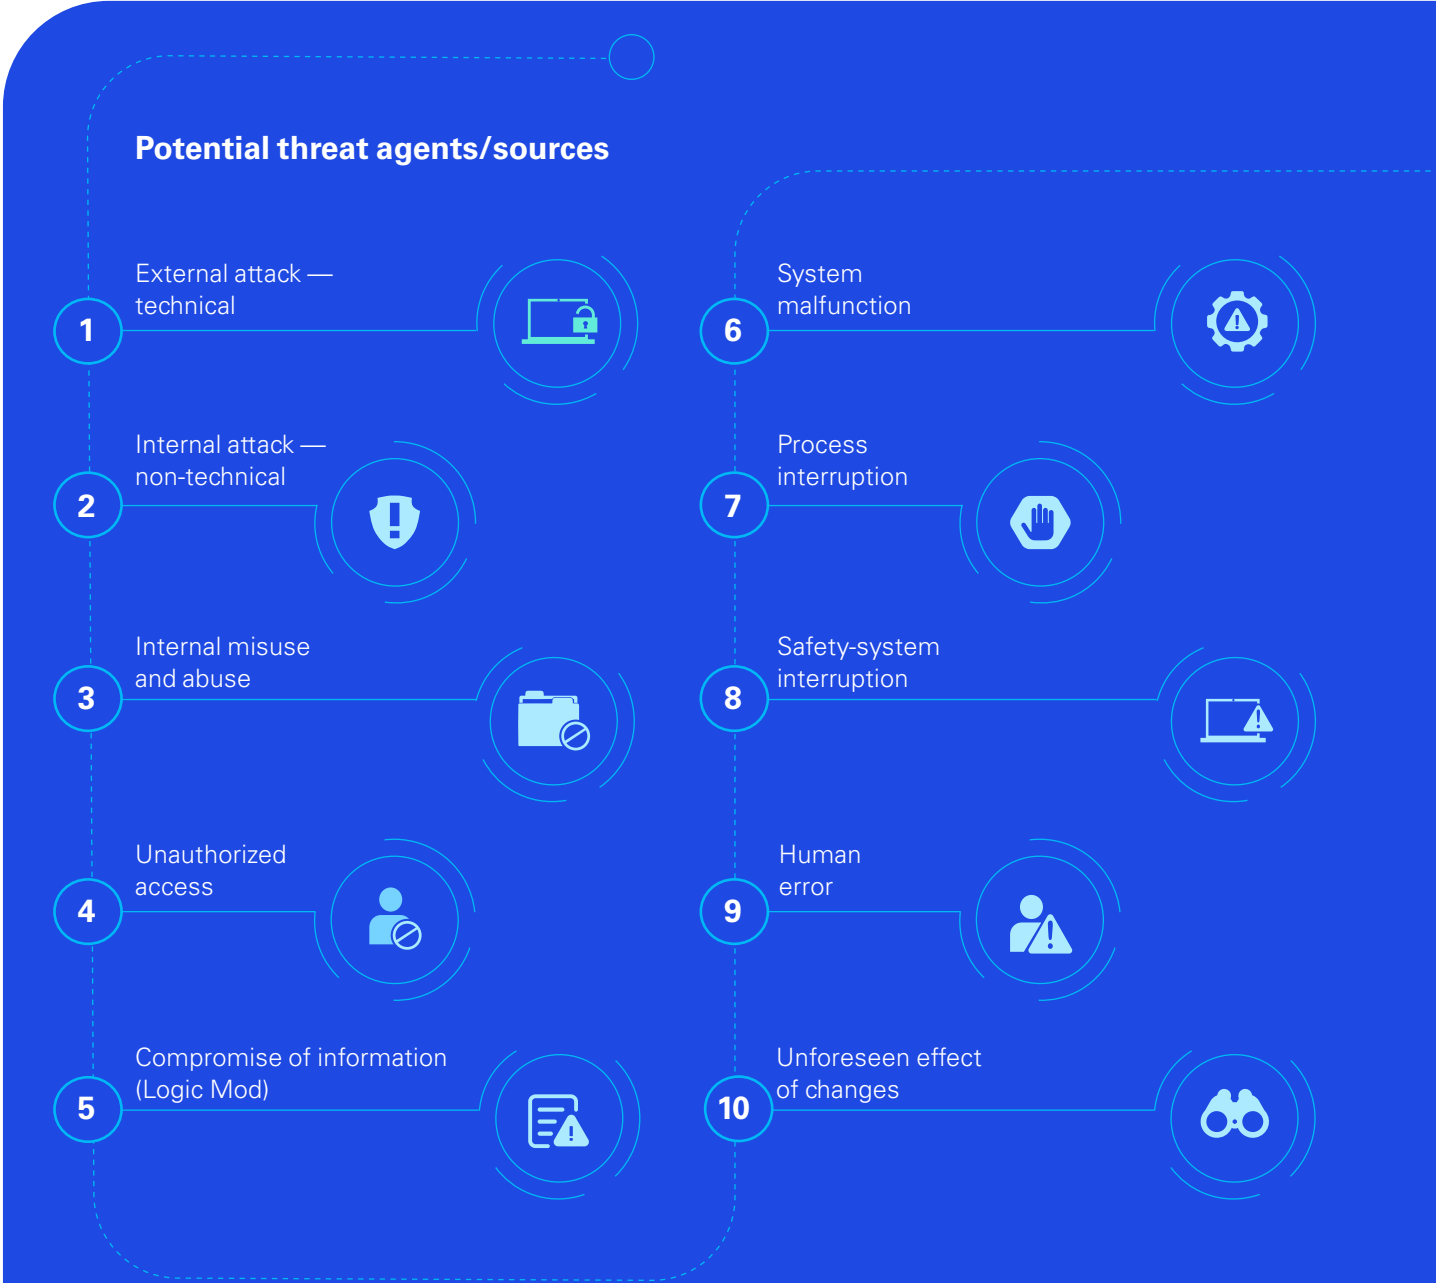 Potential threat agents/sources
External attack —
technical
1
Internal attack —
non-technical
2
Internal misuse
and abuse
3
Unauthorized
access
4
Compromise of information
(Logic Mod)
5
System
malfunction
6
Process
interruption
7
Safety-system
interruption
8
Human
error
9
Unforeseen effect
of changes
10